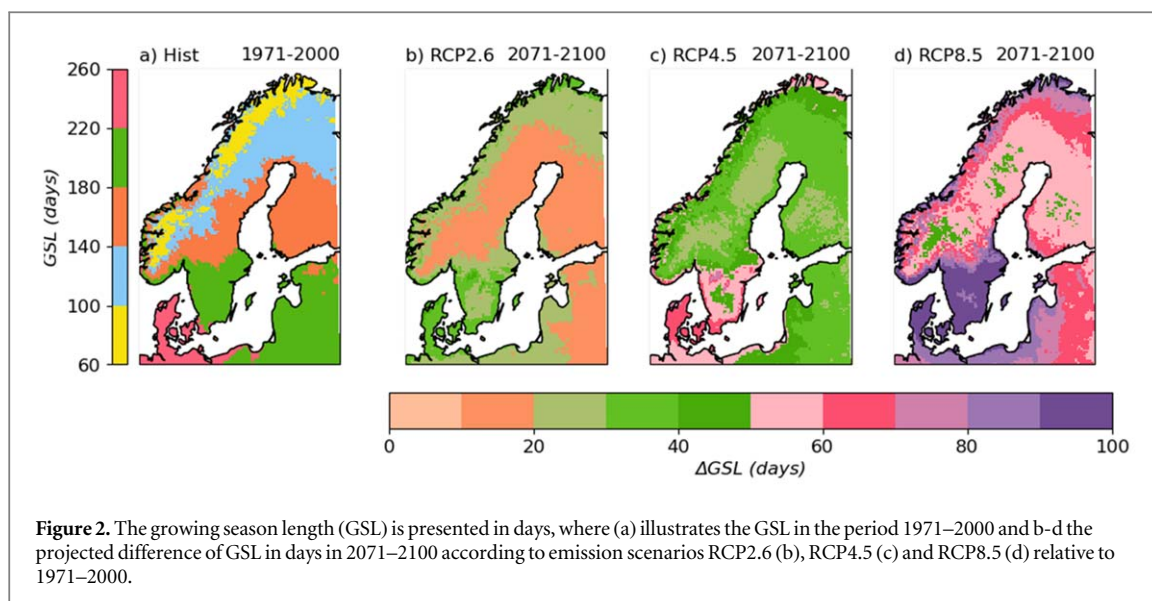 a) Hist 1971-2000
b) RCP2.6 2071-2100
c) RCP4.5 2071-2100
d) RCP8.5 2071-2100
260
220
180
140
100
60
GSL (days)
0 20 40 60 80 100
ΔGSL (days)
Figure 2. The growing season length (GSL) is presented in days, where (a) illustrates the GSL in the period 1971–2000 and b-d the
projected difference of GSL in days in 2071–2100 according to emission scenarios RCP2.6 (b), RCP4.5 (c) and RCP8.5 (d) relative to
1971–2000.